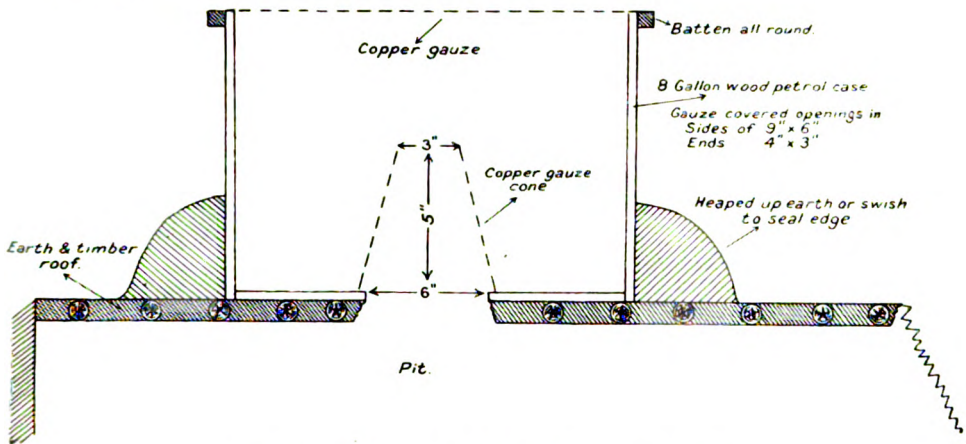 Copper gauze
Batten all round.
8 Gallon wood petrol case
Gauze covered openings in
Sides of 9" x 6"
Ends 4" x 3"
3"
5"
Copper gauze
cone
Heaped up earth or swish
to seal edge
Earth & timber
roof.
6"
Pit.